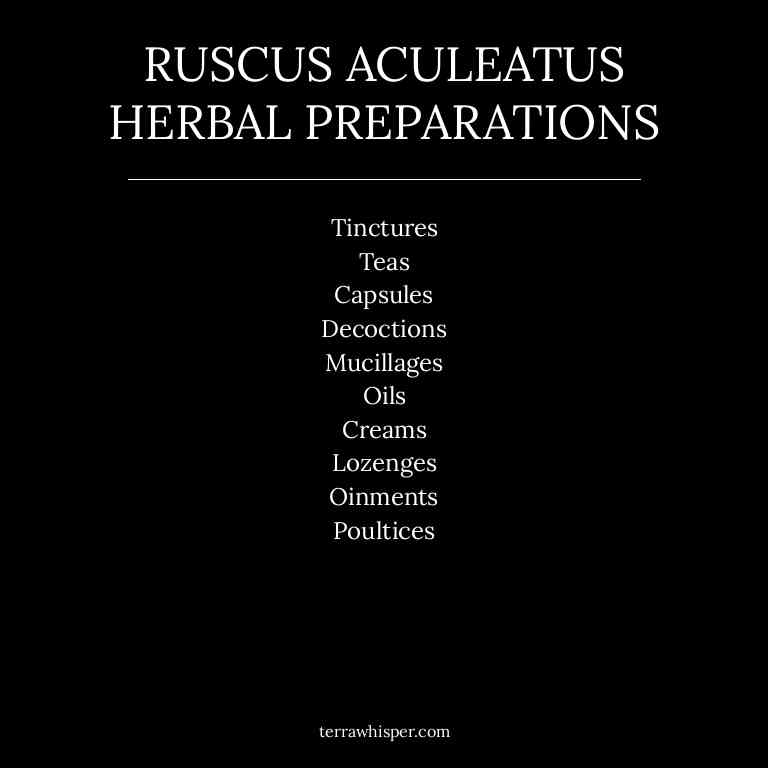 RUSCUS ACULEATUS
HERBAL PREPARATIONS
Tinctures
Teas
Capsules
Decoctions
Mucillages
Oils
Creams
Lozenges
Oinments
Poultices
terrawhisper.com